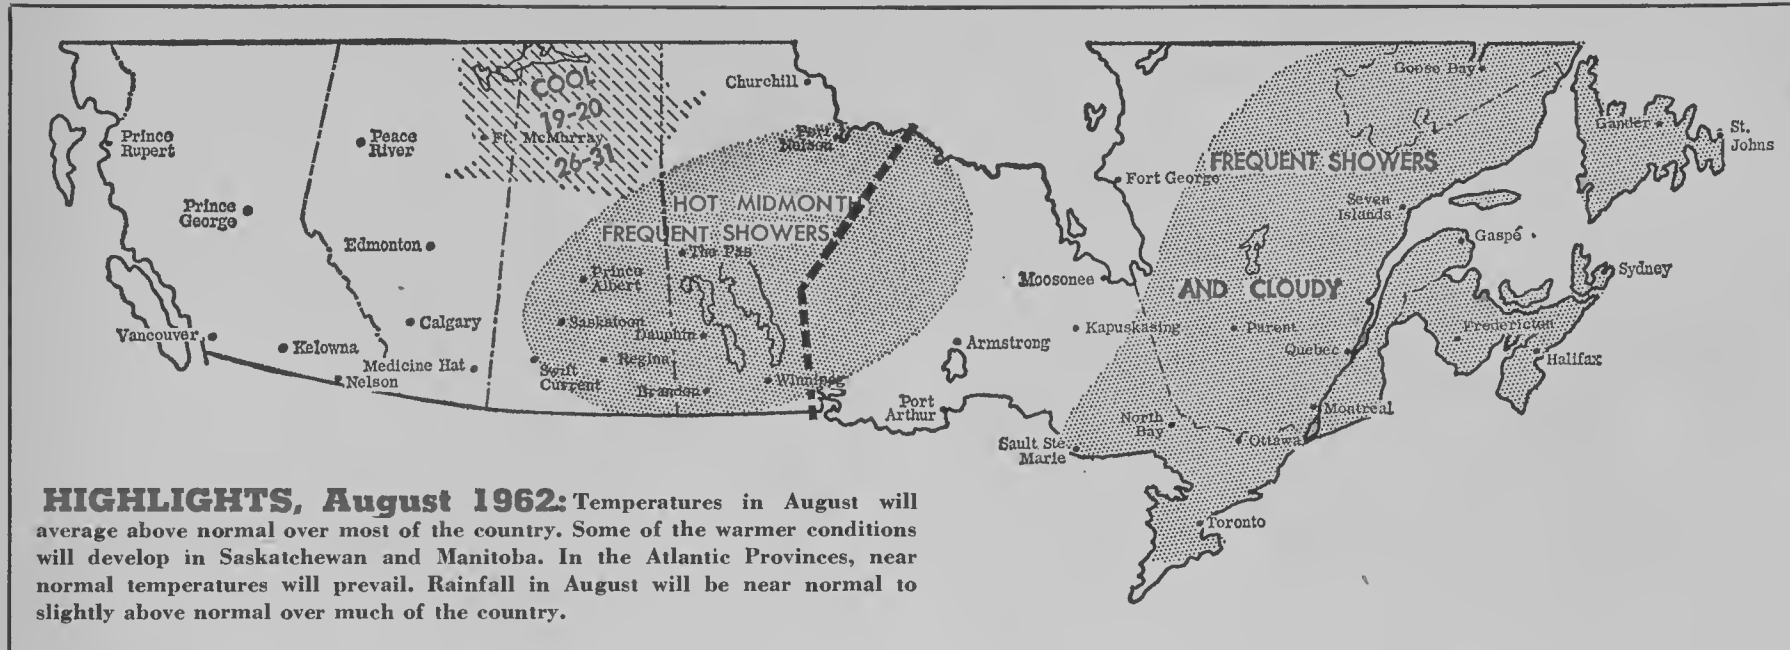 Churchill
COOL
19-20
Ft. McMurray
26-31
Prince
Rupert
Peace
River
Port
Nelson
Prince
George
Edmonton
HOT MIDMONTH
FREQUENT SHOWERS
The Pas
Prince
Albert
Vancouver
Calgary
Kelowna
Medicine Hat
Nelson
Saskatoon
Dauphin
Swift
Current
Regina
Brandon
Winnipeg
Moosonee
Kapuskasing
Armstrong
Port
Arthur
Sault Ste.
Marie
Fort George
Goose Bay
Gander
St.
Johns
FREQUENT SHOWERS
Seven
Islands
Gaspé
Sydney
AND CLOUDY
Parent
Quebec
Fredericton
Halifax
North
Bay
Montreal
Ottawa
Toronto
HIGHLIGHTS, August 1962: Temperatures in August will
average above normal over most of the country. Some of the warmer conditions
will develop in Saskatchewan and Manitoba. In the Atlantic Provinces, near
normal temperatures will prevail. Rainfall in August will be near normal to
slightly above normal over much of the country.